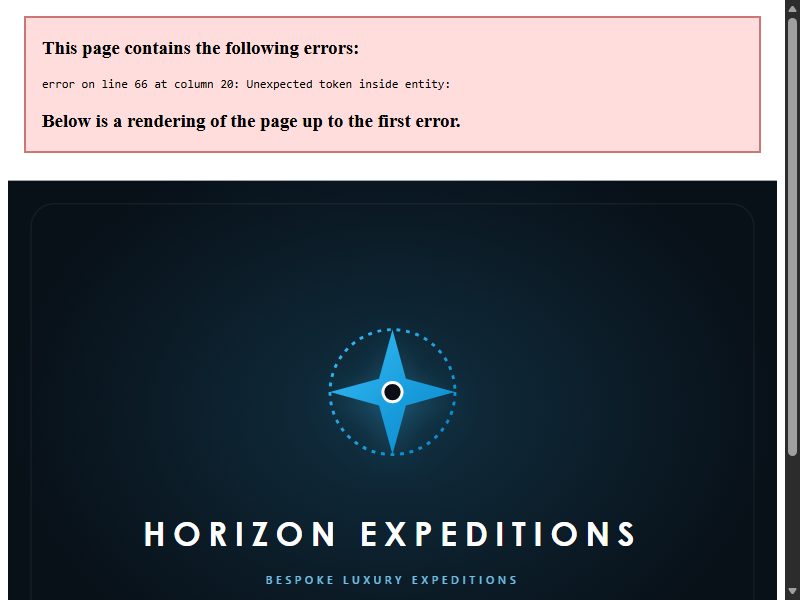 This page contains the following errors:
error on line 66 at column 20: Unexpected token inside entity:
Below is a rendering of the page up to the first error.
HORIZON EXPEDITIONS
BESPOKE LUXURY EXPEDITIONS